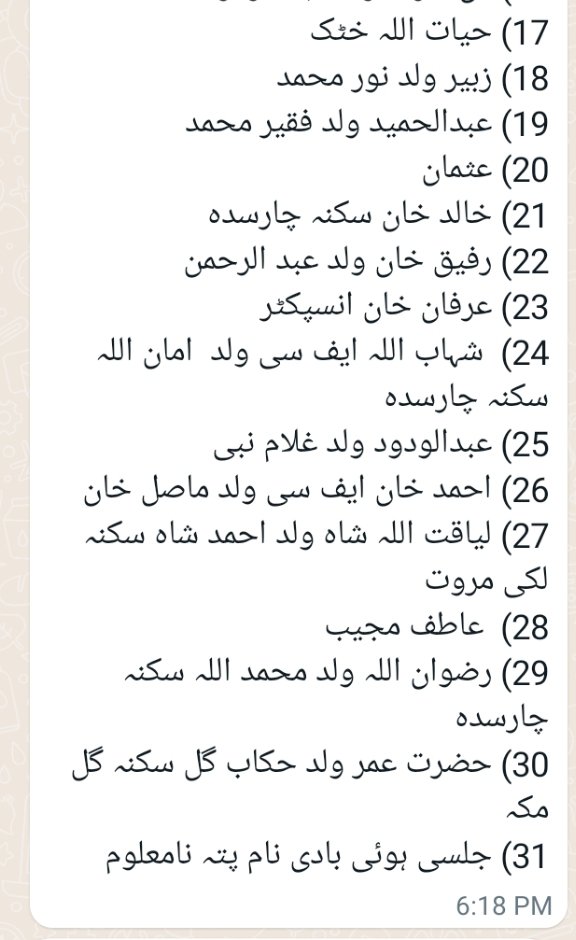 17) حیات اللہ خٹک
18) زبیر ولد نور محمد
19) عبدالحمید ولد فقیر محمد
20) عثمان
21) خالد خان سکنہ چارسدہ
22) رفیق خان ولد عبد الرحمن
23) عرفان خان انسپکٹر
24)  شہاب اللہ ایف سی ولد  امان اللہ
سکنہ چارسدہ
25) عبدالودود ولد غلام نبی
26) احمد خان ایف سی ولد ماصل خان
27) لیاقت اللہ شاہ ولد احمد شاہ سکنہ
لکی مروت
28)  عاطف مجیب
29) رضوان اللہ ولد محمد اللہ سکنہ
چارسدہ
30) حضرت عمر ولد حکاب گل سکنہ گل
مکہ
31) جلسی ہوئی بادی نام پتہ نامعلوم
6:18 PM